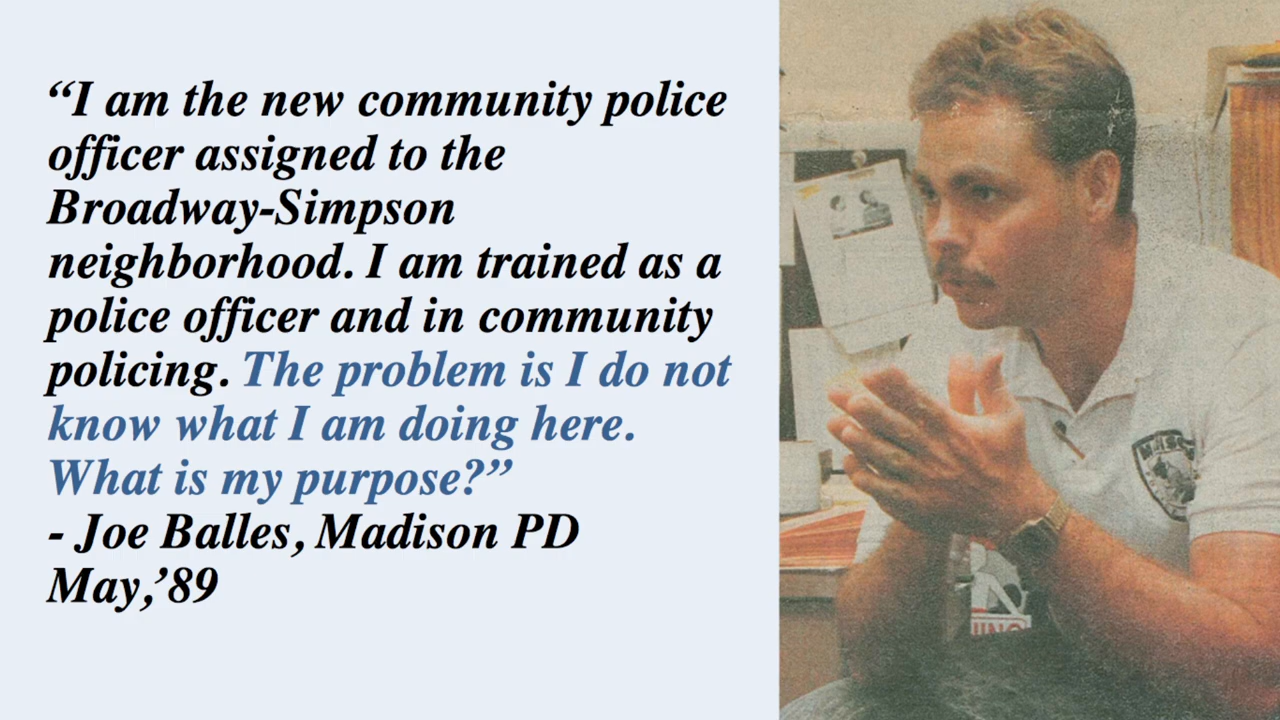 “I am the new community police
officer assigned to the
Broadway-Simpson
neighborhood. I am trained as a
police officer and in community
policing. The problem is I do not
know what I am doing here.
What is my purpose?”
- Joe Balles, Madison PD
May,’89